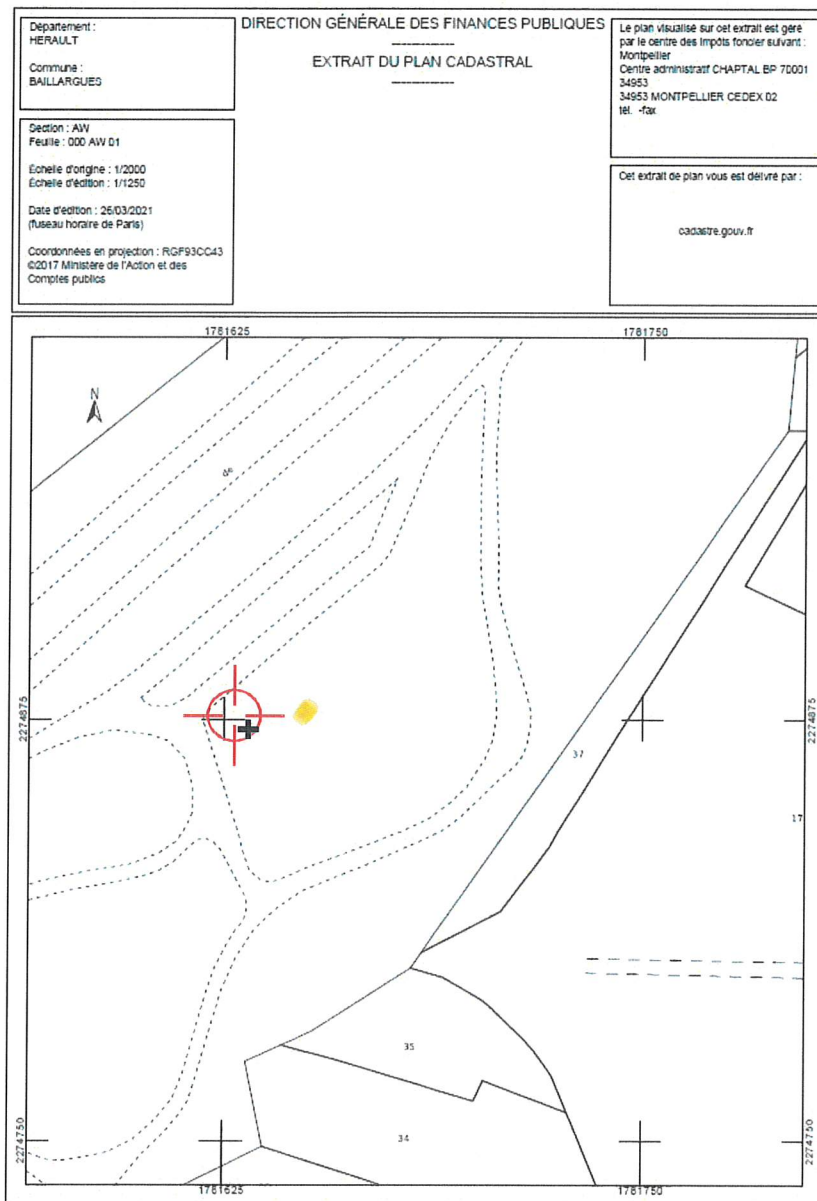 Département :
HERAULT
Commune :
BAILLARGUES
Section : AW
Feuille : 000 AW 01
Échelle d'origine : 1/2000
Échelle d'édition : 1/1250
Date d'édition : 26/03/2021
(fuseau horaire de Paris)
Coordonnées en projection : RGF93CC43
©2017 Ministère de l'Action et des
Comptes publics
DIRECTION GÉNÉRALE DES FINANCES PUBLIQUES
EXTRAIT DU PLAN CADASTRAL
Le plan visualisé sur cet extrait est géré
par le centre des impôts foncier suivant :
Montpellier
Centre administratif CHAPTAL BP 70001
34953
34953 MONTPELLIER CEDEX 02
tél. -fax
Cet extrait de plan vous est délivré par :
cadastre.gouv.fr
1781625
1781750
N
2274875
2274875
37
17
35
34
2274750
2274750
1781625
1781750